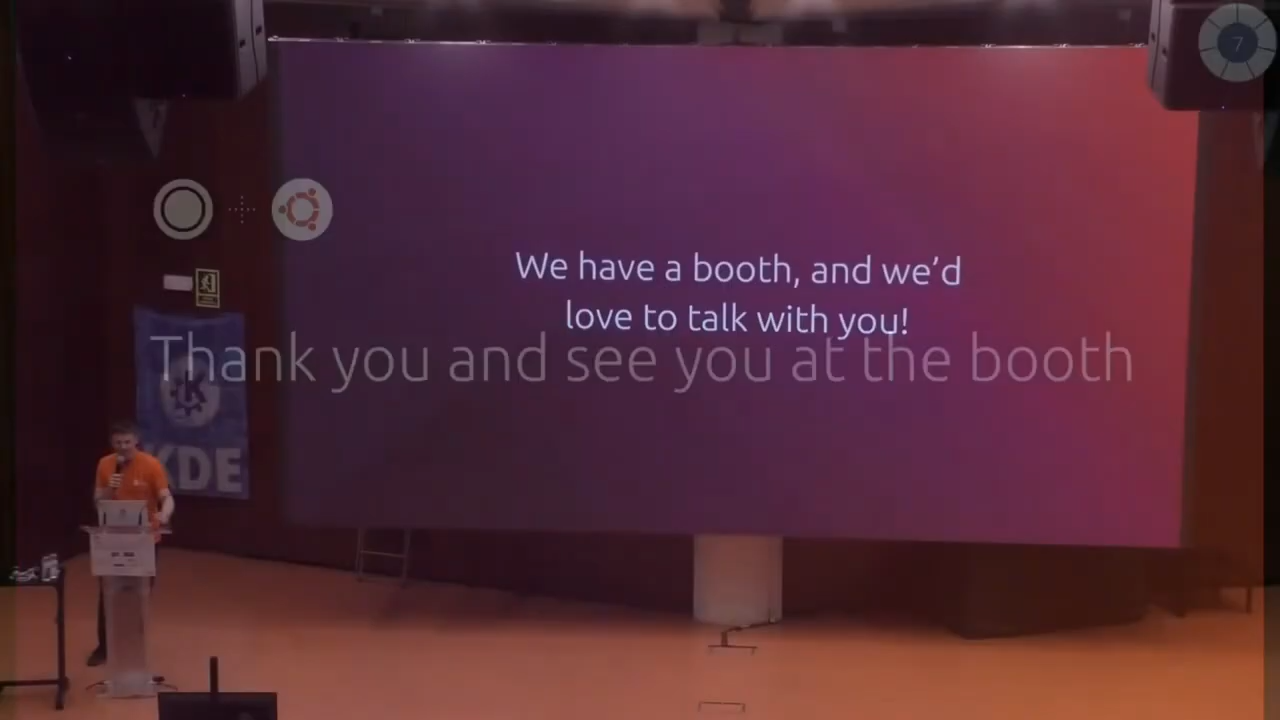 7
We have a booth, and we'd
love to talk with you!
Thank you and see you at the booth
KDE